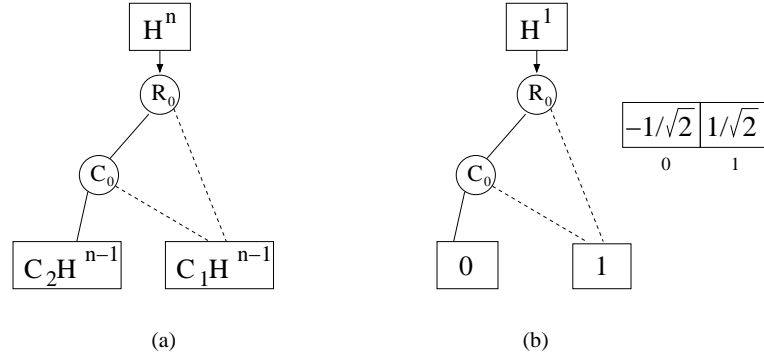 H^n
R_0
C_0
C_2H^{n-1} C_1H^{n-1}
(a)
H^1
R_0
C_0
0 1
(b)
−1/√2 1/√2
0 1